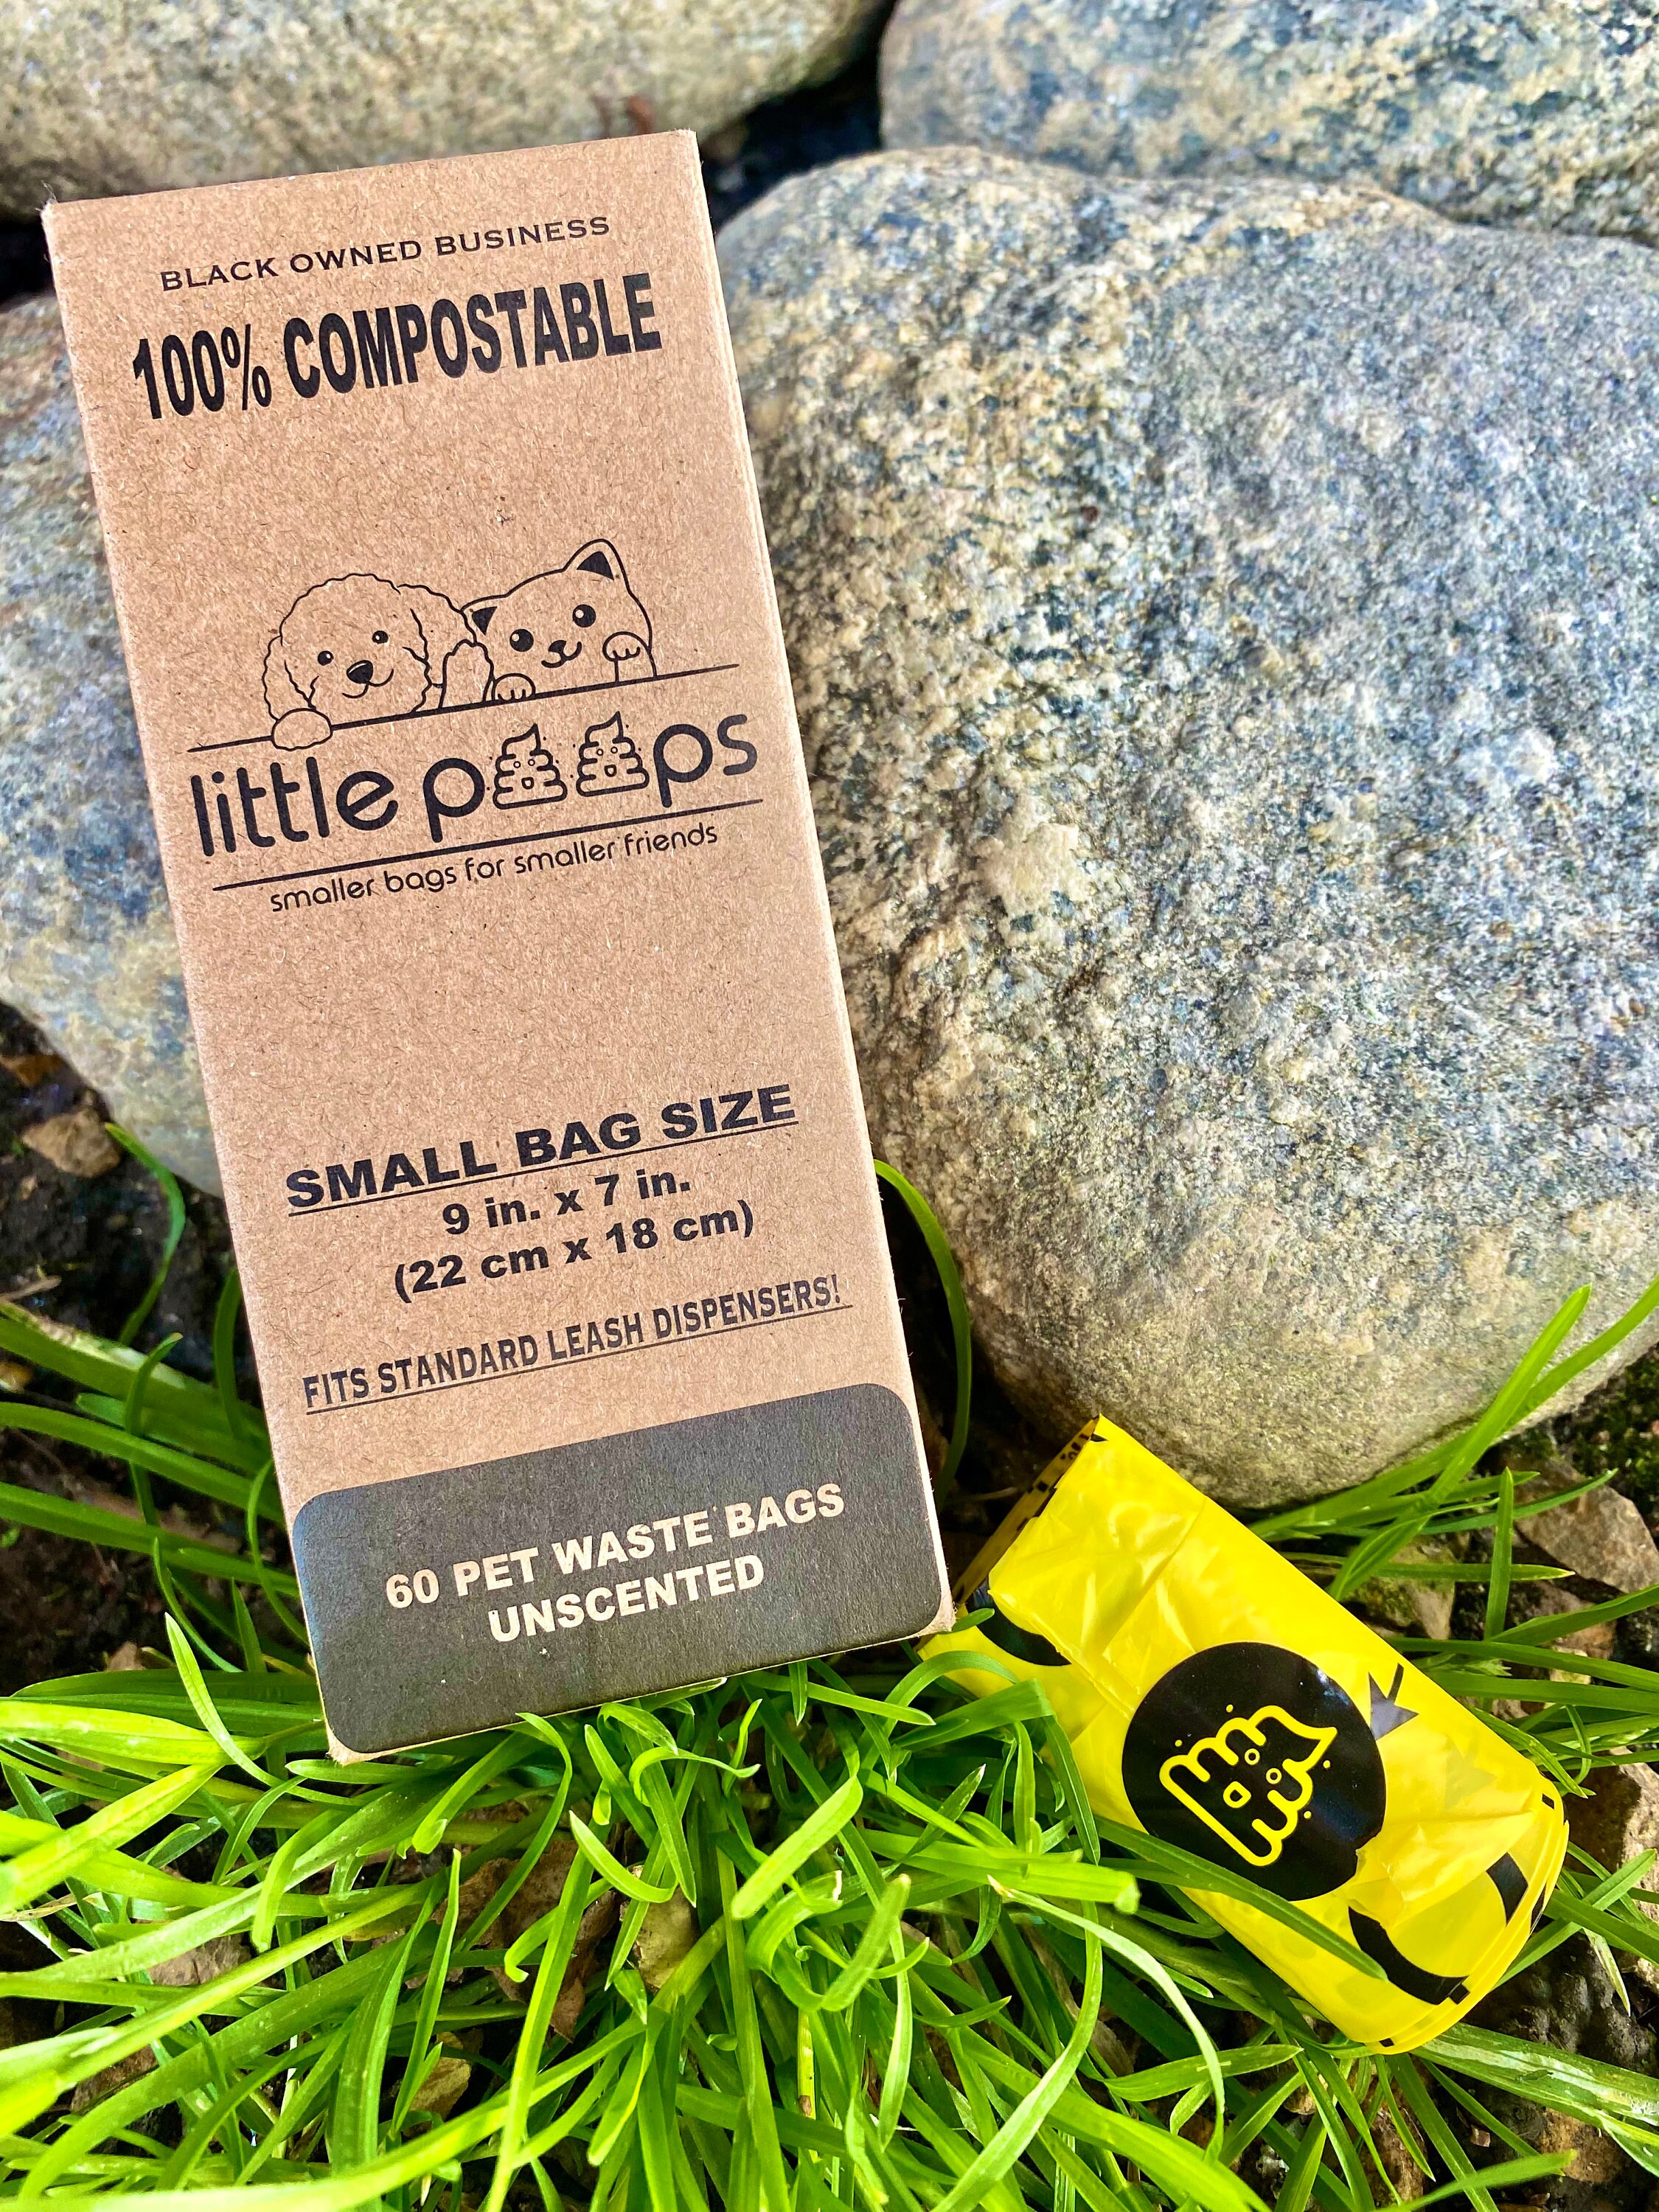 BLACK OWNED BUSINESS
100% COMPOSTABLE
little poops
smaller bags for smaller friends
SMALL BAG SIZE
9 in. x 7 in.
(22 cm x 18 cm)
FITS STANDARD LEASH DISPENSERS!
60 PET WASTE BAGS
UNSCENTED